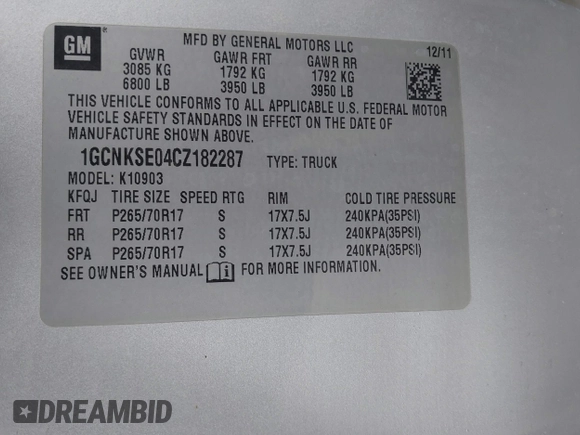 GM
MFD BY GENERAL MOTORS LLC
GVWR GAWR FRT GAWR RR 12/11
3085 KG 1792 KG 1792 KG
6800 LB 3950 LB 3950 LB
THIS VEHICLE CONFORMS TO ALL APPLICABLE U.S. FEDERAL MOTOR
VEHICLE SAFETY STANDARDS IN EFFECT ON THE DATE OF
MANUFACTURE SHOWN ABOVE.
1GCNKSE04CZ182287 TYPE: TRUCK
MODEL: K10903
KFQJ TIRE SIZE SPEED RTG RIM COLD TIRE PRESSURE
FRT P265/70R17 S 17X7.5J 240KPA(35PSI)
RR P265/70R17 S 17X7.5J 240KPA(35PSI)
SPA P265/70R17 S 17X7.5J 240KPA(35PSI)
SEE OWNER'S MANUAL FOR MORE INFORMATION.
DREAMBID